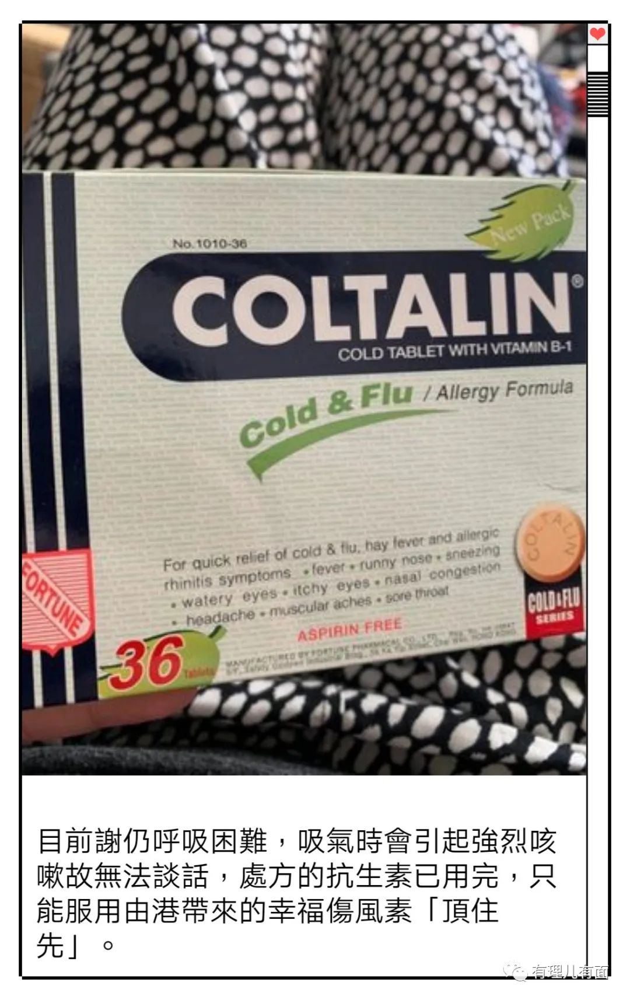 New Pack
No.1010-36
COLTALIN®
COLD TABLET WITH VITAMIN B-1
Cold & Flu / Allergy Formula
COLTALIN
For quick relief of cold & flu, hay fever and allergic
rhinitis symptoms • fever • runny nose • sneezing
• watery eyes • itchy eyes • nasal congestion
• headache • muscular aches • sore throat
ASPIRIN FREE
COLD & FLU
SERIES
FORTUNE
36 Tablets
MANUFACTURED BY FORTUNE PHARMACAL CO., LTD.
目前謝仍呼吸困難，吸氣時會引起強烈咳
嗽故無法談話，處方的抗生素已用完，只
能服用由港帶來的幸福傷風素「頂住
先」。
有理儿有面